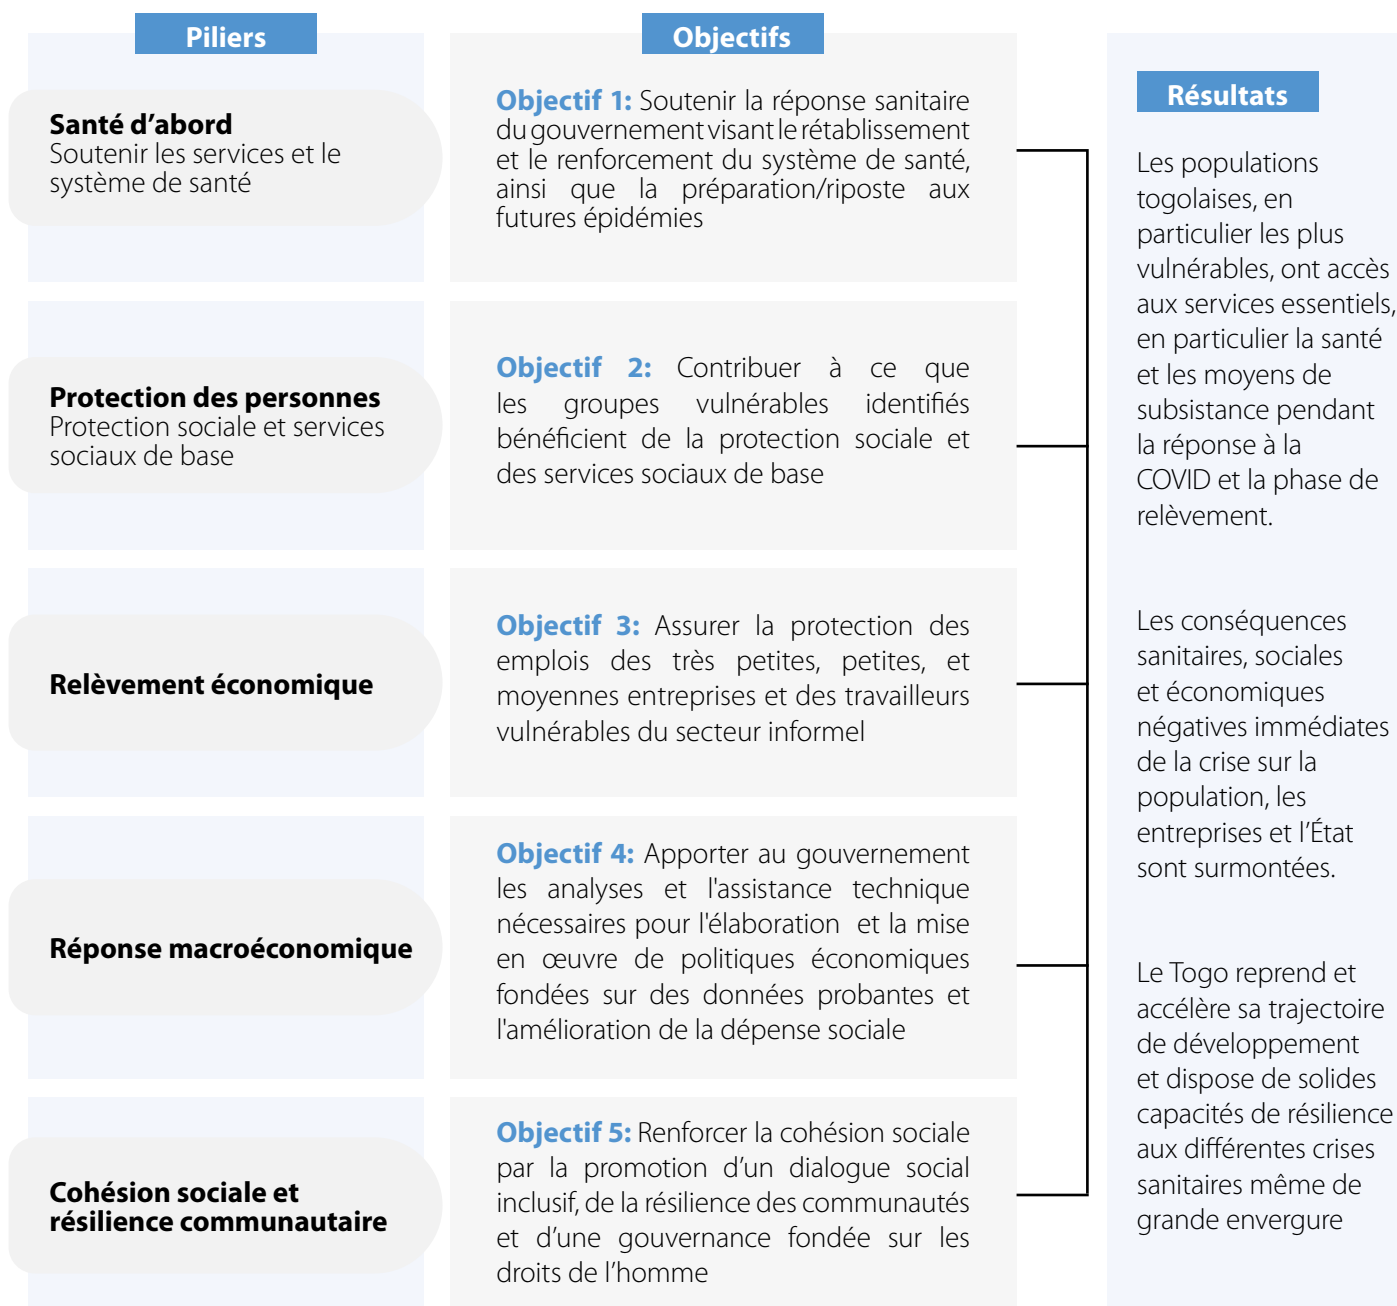 Piliers
Santé d’abord
Soutenir les services et le
système de santé
Protection des personnes
Protection sociale et services
sociaux de base
Relèvement économique
Réponse macroéconomique
Cohésion sociale et
résilience communautaire
Objectifs
Objectif 1: Soutenir la réponse sanitaire
du gouvernement visant le rétablissement
et le renforcement du système de santé,
ainsi que la préparation/riposte aux
futures épidémies
Objectif 2: Contribuer à ce que
les groupes vulnérables identifiés
bénéficient de la protection sociale et
des services sociaux de base
Objectif 3: Assurer la protection des
emplois des très petites, petites, et
moyennes entreprises et des travailleurs
vulnérables du secteur informel
Objectif 4: Apporter au gouvernement
les analyses et l'assistance technique
nécessaires pour l'élaboration et la mise
en œuvre de politiques économiques
fondées sur des données probantes et
l'amélioration de la dépense sociale
Objectif 5: Renforcer la cohésion sociale
par la promotion d’un dialogue social
inclusif, de la résilience des communautés
et d’une gouvernance fondée sur les
droits de l’homme
Résultats
Les populations
togolaises, en
particulier les plus
vulnérables, ont accès
aux services essentiels,
en particulier la santé
et les moyens de
subsistance pendant
la réponse à la
COVID et la phase de
relèvement.
Les conséquences
sanitaires, sociales
et économiques
négatives immédiates
de la crise sur la
population, les
entreprises et l’État
sont surmontées.
Le Togo reprend et
accélère sa trajectoire
de développement
et dispose de solides
capacités de résilience
aux différentes crises
sanitaires même de
grande envergure